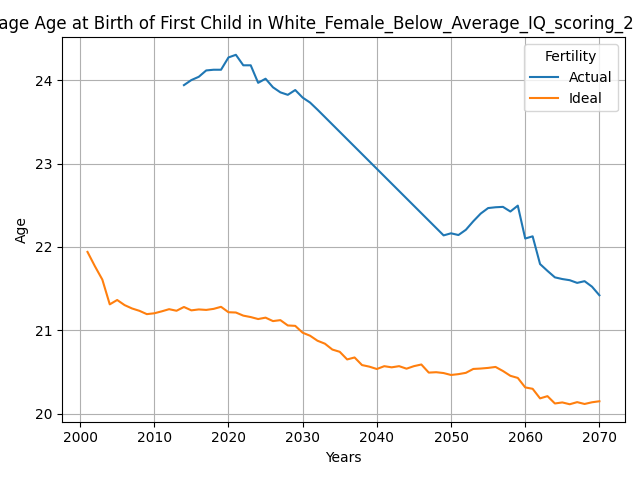 age Age at Birth of First Child in White_Female_Below_Average_IQ_scoring_2
Fertility
Actual
Ideal
24
23
22
21
20
Age
2000 2010 2020 2030 2040 2050 2060 2070
Years